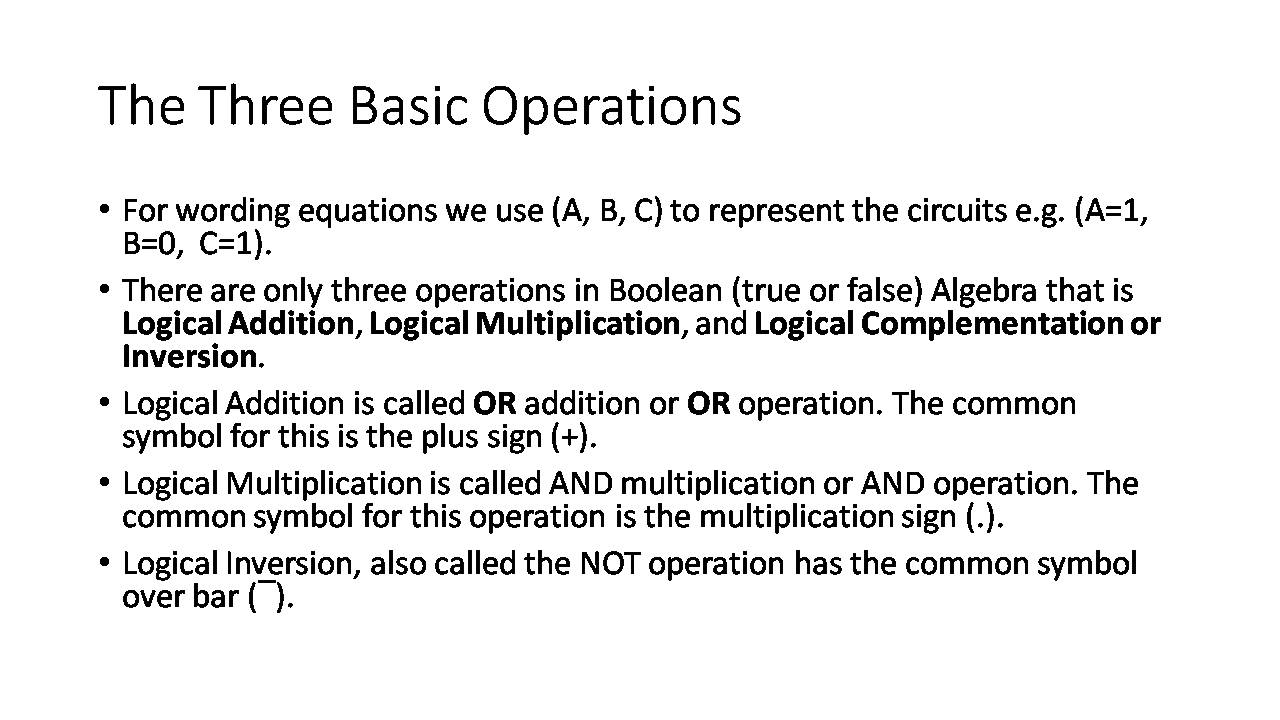 The Three Basic Operations
• For wording equations we use (A, B, C) to represent the circuits e.g. (A=1,
B=0, C=1).
• There are only three operations in Boolean (true or false) Algebra that is
Logical Addition, Logical Multiplication, and Logical Complementation or
Inversion.
• Logical Addition is called OR addition or OR operation. The common
symbol for this is the plus sign (+).
• Logical Multiplication is called AND multiplication or AND operation. The
common symbol for this operation is the multiplication sign (.).
• Logical Inversion, also called the NOT operation has the common symbol
over bar (‾).